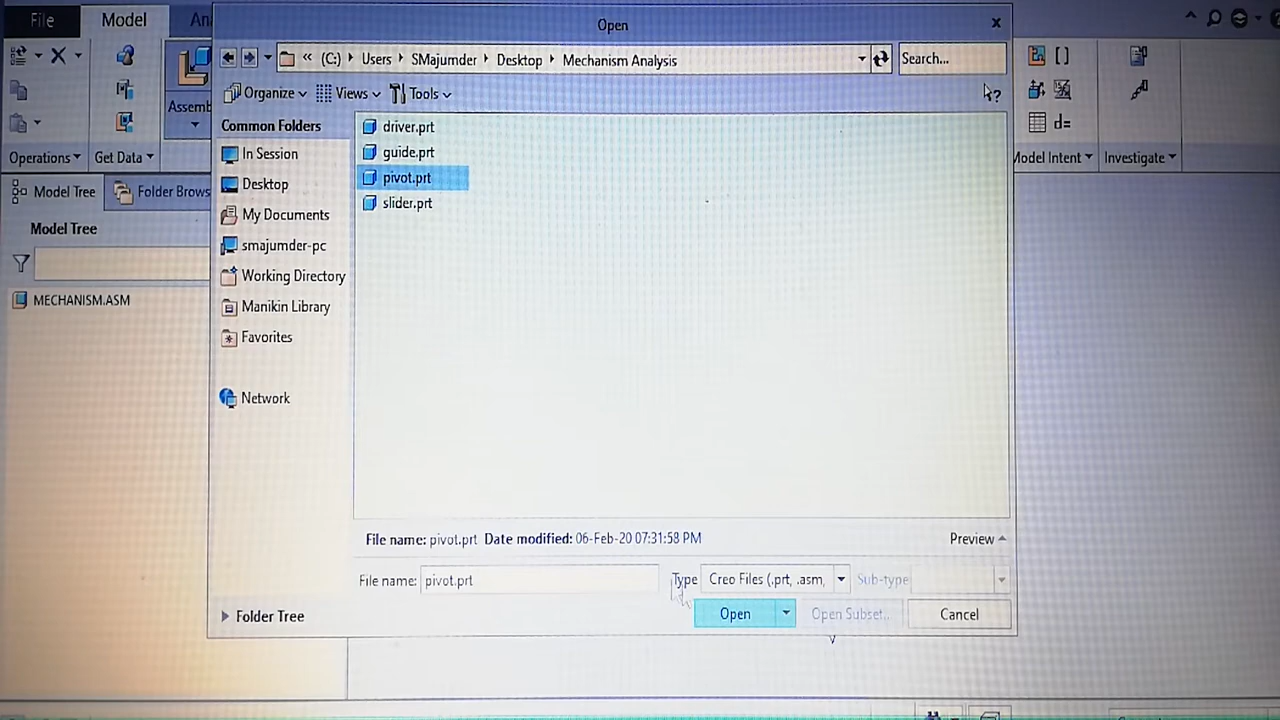 File
Model
Open
(C:) Users SMajumder Desktop Mechanism Analysis
Search...
Organize
Views
Tools
Operations
Get Data
Model Intent
Investigate
Model Tree
Model Tree
MECHANISM.ASM
Common Folders
In Session
Desktop
My Documents
smajumder-pc
Working Directory
Manikin Library
Favorites
Network
driver.prt
guide.prt
pivot.prt
slider.prt
File name: pivot.prt Date modified: 06-Feb-20 07:31:58 PM
Preview
File name: pivot.prt
Type Creo Files (.prt, .asm,
Sub-type
Folder Tree
Open
Open Subset...
Cancel